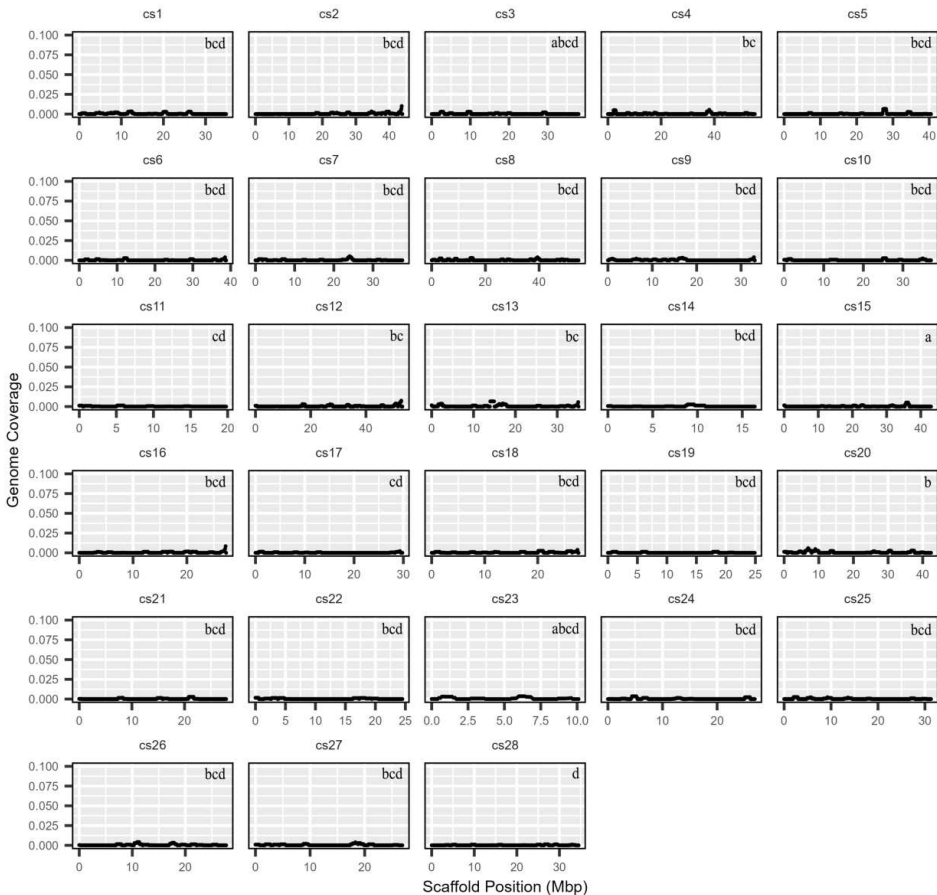 cs1 cs2 cs3 cs4 cs5
0.100 bcd bcd abcd bc bcd
0.075
0.050
0.025
0.000
0 10 20 30 0 10 20 30 40 0 10 20 30 0 20 40 0 10 20 30 40
cs6 cs7 cs8 cs9 cs10
0.100 bcd bcd bcd bcd bcd
0.075
0.050
0.025
0.000
0 10 20 30 40 0 10 20 30 0 20 40 0 10 20 30 0 10 20 30
cs11 cs12 cs13 cs14 cs15
0.100 cd bc bc bcd a
0.075
0.050
0.025
0.000
0 5 10 15 20 0 20 40 0 10 20 30 0 5 10 15 0 10 20 30 40
Genome Coverage
cs16 cs17 cs18 cs19 cs20
0.100 bcd cd bcd bcd b
0.075
0.050
0.025
0.000
0 10 20 0 10 20 30 0 10 20 0 5 10 15 20 25 0 10 20 30 40
cs21 cs22 cs23 cs24 cs25
0.100 bcd bcd abcd bcd bcd
0.075
0.050
0.025
0.000
0 10 20 0 5 10 15 20 25 0.0 2.5 5.0 7.5 10.0 0 10 20 0 10 20 30
cs26 cs27 cs28
0.100 bcd bcd d
0.075
0.050
0.025
0.000
0 10 20 0 10 20 0 10 20 30
Scaffold Position (Mbp)